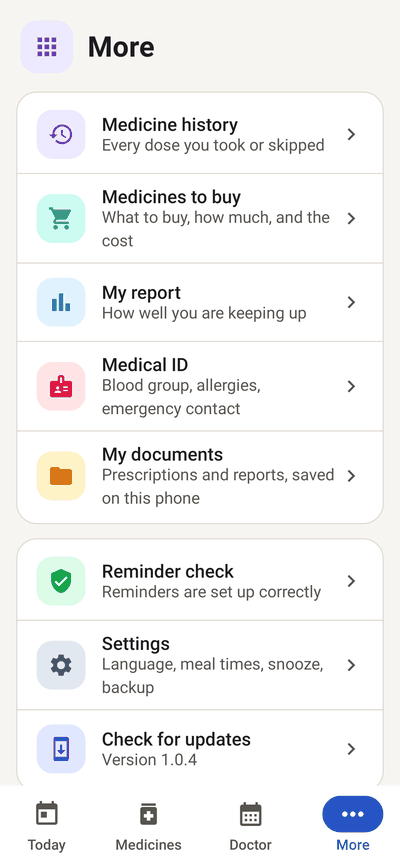 More
Medicine history
Every dose you took or skipped
Medicines to buy
What to buy, how much, and the
cost
My report
How well you are keeping up
Medical ID
Blood group, allergies,
emergency contact
My documents
Prescriptions and reports, saved
on this phone
Reminder check
Reminders are set up correctly
Settings
Language, meal times, snooze,
backup
Check for updates
Version 1.0.4
Today
Medicines
Doctor
More